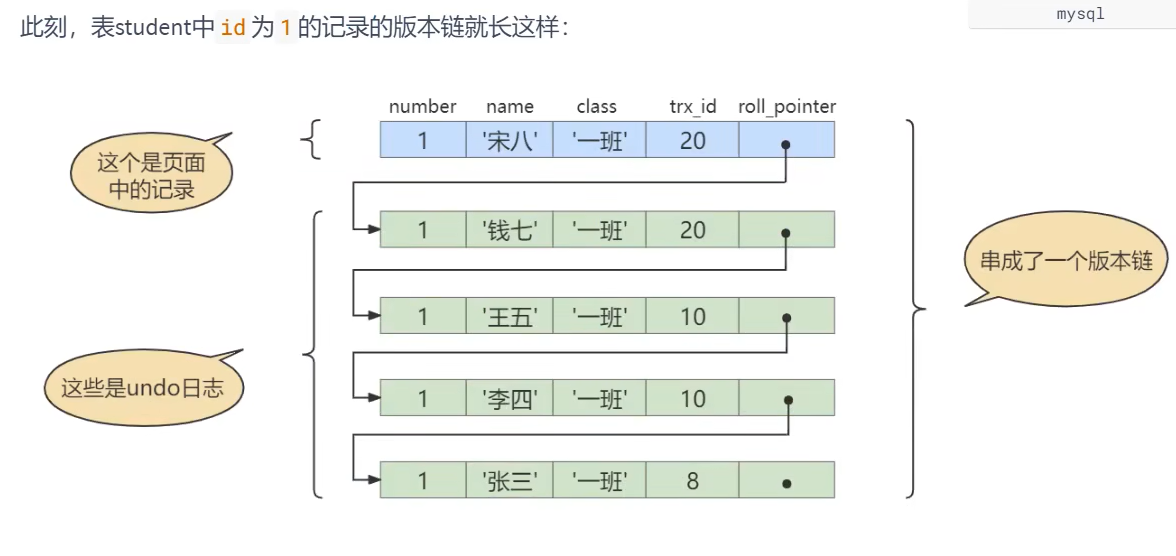 mysql
此刻，表student中 id 为 1 的记录的版本链就长这样：
number name class trx_id roll_pointer
1 '宋八' '一班' 20
这个是页面
中的记录
1 '钱七' '一班' 20
串成了一个版本链
1 '王五' '一班' 10
这些是undo日志
1 '李四' '一班' 10
1 '张三' '一班' 8